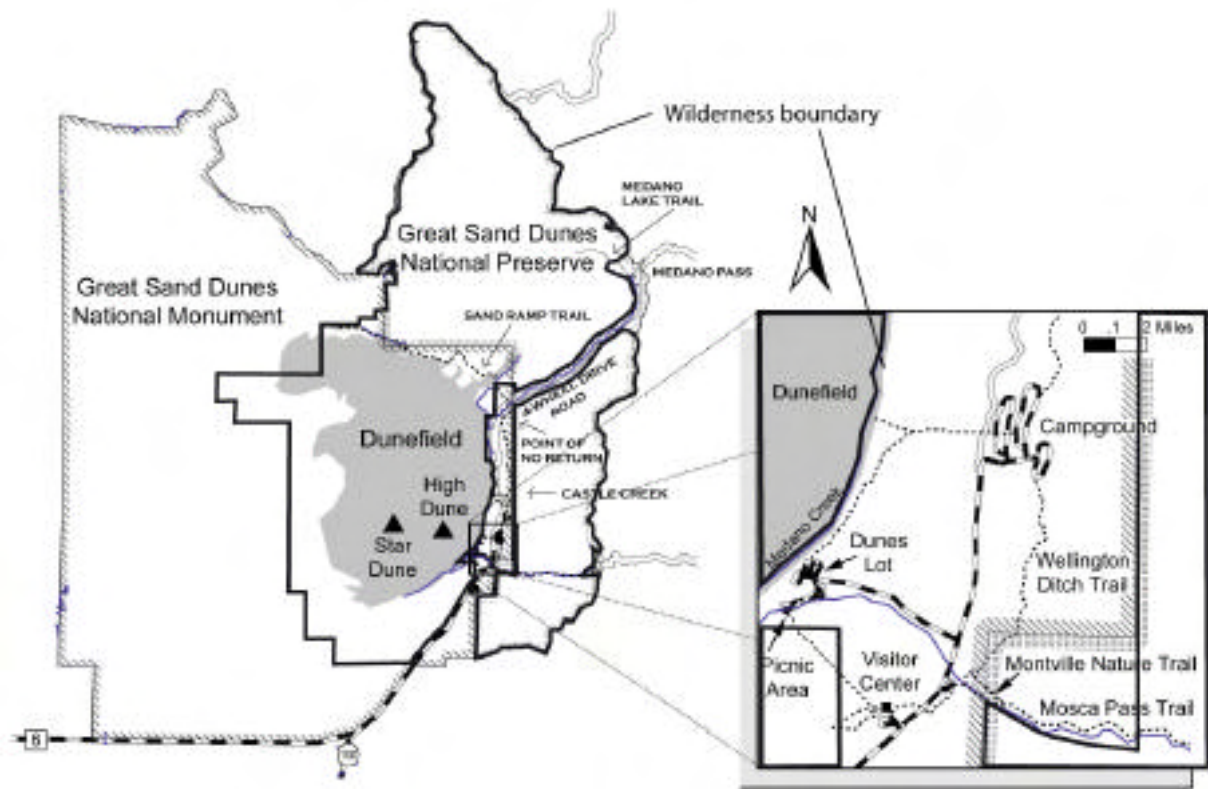 Wilderness boundary
MEDANO
LAKE TRAIL
N
Great Sand Dunes
National Preserve
MEDANO PASS
Great Sand Dunes
National Monument
SAND RAMP TRAIL
4-WHEEL DRIVE
ROAD
Dunefield
POINT OF
NO RETURN
High
Dune
CASTLE CREEK
Star
Dune
6
0 .1 .2 Miles
Dunefield
Campground
Medano Creek
Dunes
Lot
Wellington
Ditch Trail
Picnic
Area
Visitor
Center
Montville Nature Trail
Mosca Pass Trail